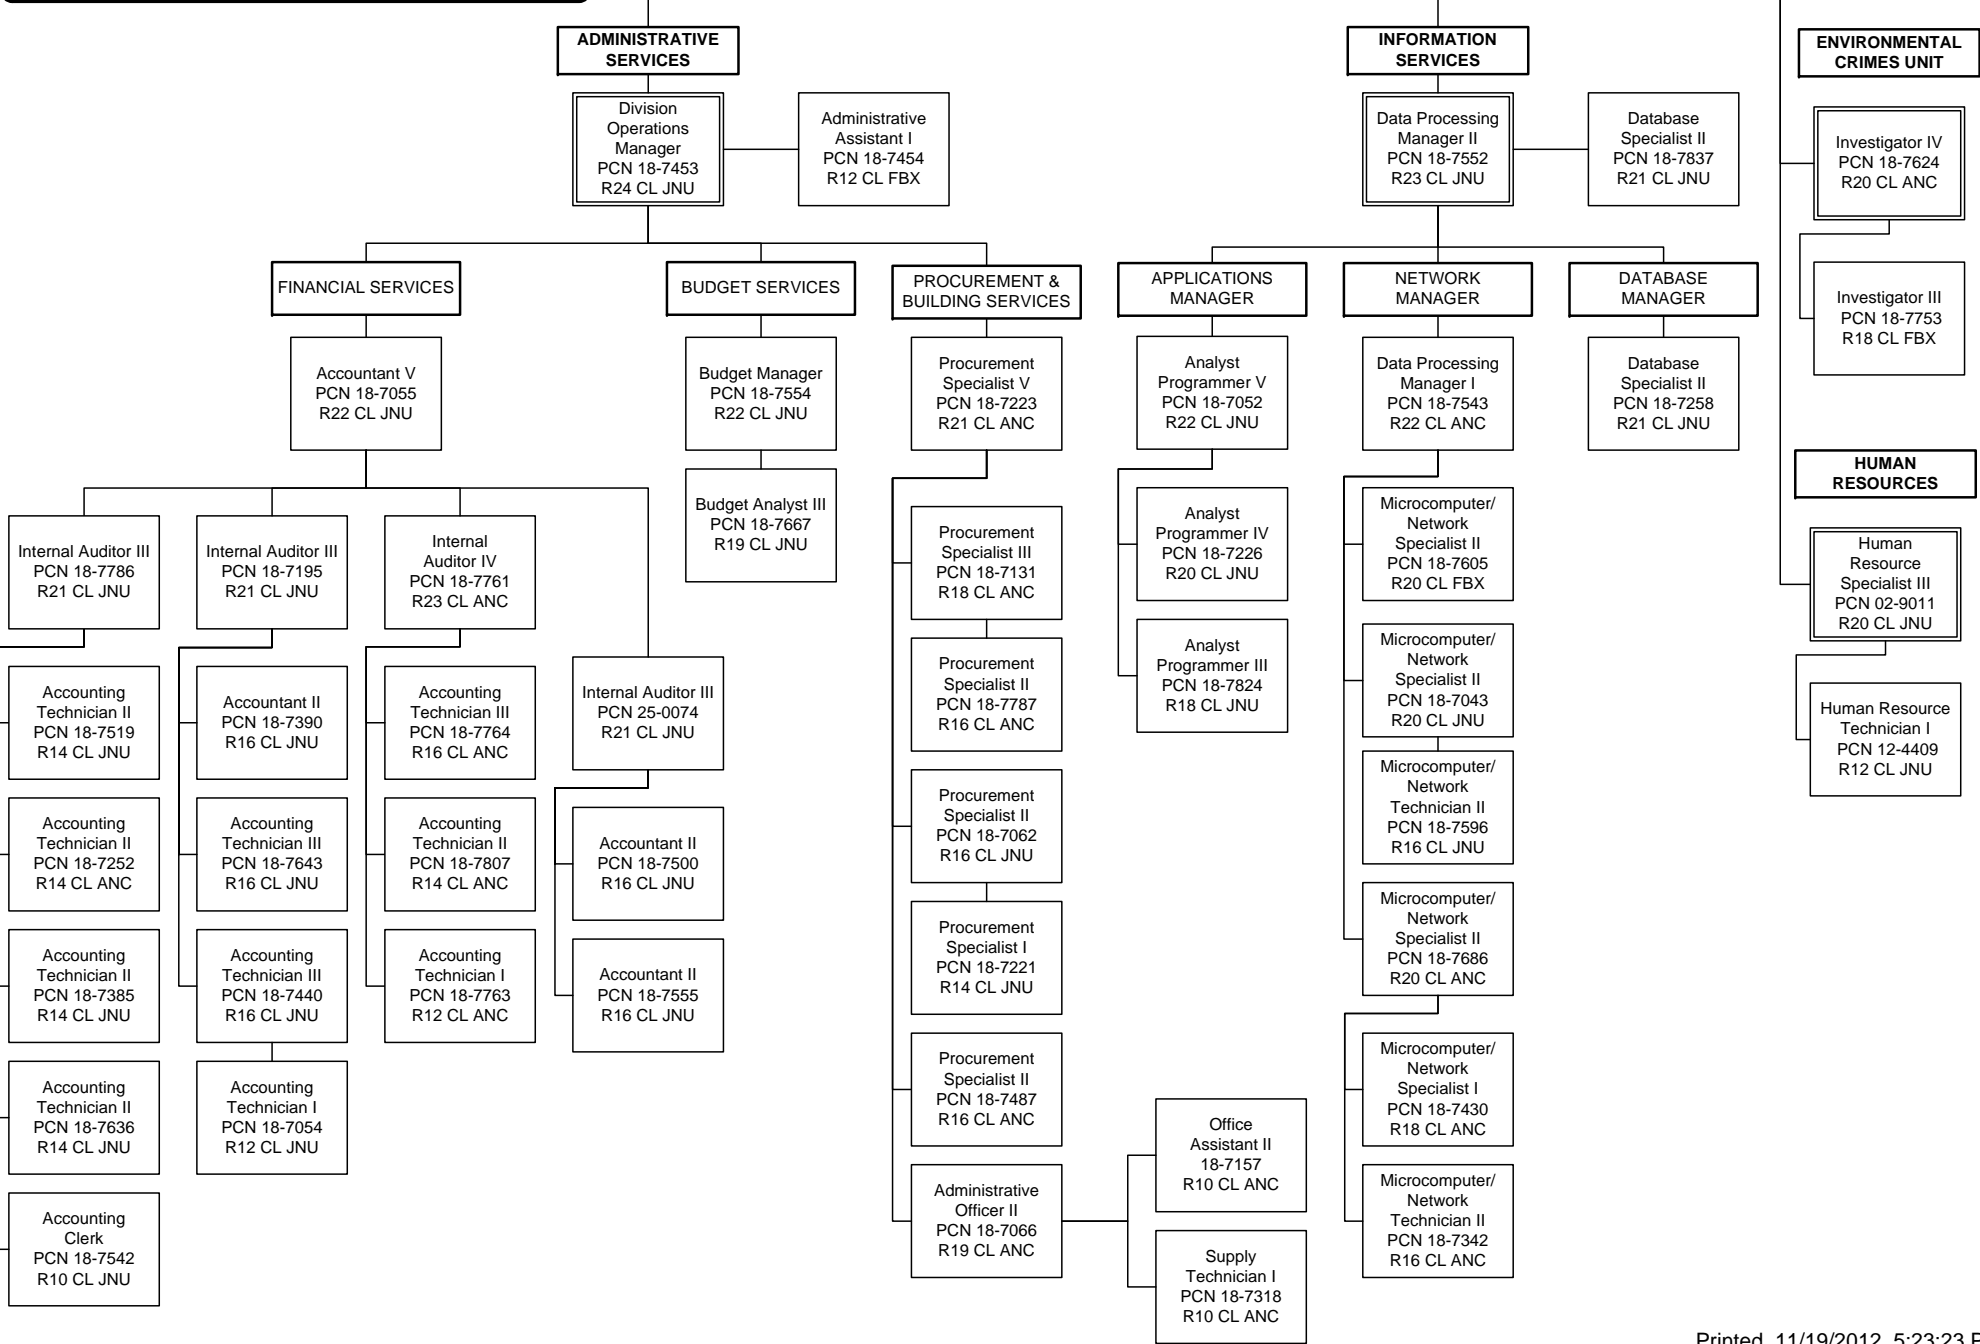 ADMINISTRATIVE
SERVICES
Division
Operations
Manager
PCN 18-7453
R24 CL JNU
Administrative
Assistant I
PCN 18-7454
R12 CL FBX
FINANCIAL SERVICES
Accountant V
PCN 18-7055
R22 CL JNU
Internal Auditor III
PCN 18-7786
R21 CL JNU
Accounting
Technician II
PCN 18-7519
R14 CL JNU
Accounting
Technician II
PCN 18-7252
R14 CL ANC
Accounting
Technician II
PCN 18-7385
R14 CL JNU
Accounting
Technician II
PCN 18-7636
R14 CL JNU
Accounting
Clerk
PCN 18-7542
R10 CL JNU
Internal Auditor III
PCN 18-7195
R21 CL JNU
Accountant II
PCN 18-7390
R16 CL JNU
Accounting
Technician III
PCN 18-7643
R16 CL JNU
Accounting
Technician III
PCN 18-7440
R16 CL JNU
Accounting
Technician I
PCN 18-7054
R12 CL JNU
Internal
Auditor IV
PCN 18-7761
R23 CL ANC
Accounting
Technician III
PCN 18-7764
R16 CL ANC
Accounting
Technician II
PCN 18-7807
R14 CL ANC
Accounting
Technician I
PCN 18-7763
R12 CL ANC
Internal Auditor III
PCN 25-0074
R21 CL JNU
Accountant II
PCN 18-7500
R16 CL JNU
Accountant II
PCN 18-7555
R16 CL JNU
BUDGET SERVICES
Budget Manager
PCN 18-7554
R22 CL JNU
Budget Analyst III
PCN 18-7667
R19 CL JNU
PROCUREMENT &
BUILDING SERVICES
Procurement
Specialist V
PCN 18-7223
R21 CL ANC
Procurement
Specialist III
PCN 18-7131
R18 CL ANC
Procurement
Specialist II
PCN 18-7787
R16 CL ANC
Procurement
Specialist II
PCN 18-7062
R16 CL JNU
Procurement
Specialist I
PCN 18-7221
R14 CL JNU
Procurement
Specialist II
PCN 18-7487
R16 CL ANC
Administrative
Officer II
PCN 18-7066
R19 CL ANC
Office
Assistant II
18-7157
R10 CL ANC
Supply
Technician I
PCN 18-7318
R10 CL ANC
INFORMATION
SERVICES
Data Processing
Manager II
PCN 18-7552
R23 CL JNU
Database
Specialist II
PCN 18-7837
R21 CL JNU
APPLICATIONS
MANAGER
Analyst
Programmer V
PCN 18-7052
R22 CL JNU
Analyst
Programmer IV
PCN 18-7226
R20 CL JNU
Analyst
Programmer III
PCN 18-7824
R18 CL JNU
NETWORK
MANAGER
Data Processing
Manager I
PCN 18-7543
R22 CL ANC
Microcomputer/
Network
Specialist II
PCN 18-7605
R20 CL FBX
Microcomputer/
Network
Specialist II
PCN 18-7043
R20 CL JNU
Microcomputer/
Network
Technician II
PCN 18-7596
R16 CL JNU
Microcomputer/
Network
Specialist II
PCN 18-7686
R20 CL ANC
Microcomputer/
Network
Specialist I
PCN 18-7430
R18 CL ANC
Microcomputer/
Network
Technician II
PCN 18-7342
R16 CL ANC
DATABASE
MANAGER
Database
Specialist II
PCN 18-7258
R21 CL JNU
ENVIRONMENTAL
CRIMES UNIT
Investigator IV
PCN 18-7624
R20 CL ANC
Investigator III
PCN 18-7753
R18 CL FBX
HUMAN
RESOURCES
Human
Resource
Specialist III
PCN 02-9011
R20 CL JNU
Human Resource
Technician I
PCN 12-4409
R12 CL JNU
Printed 11/19/2012 5:23:23